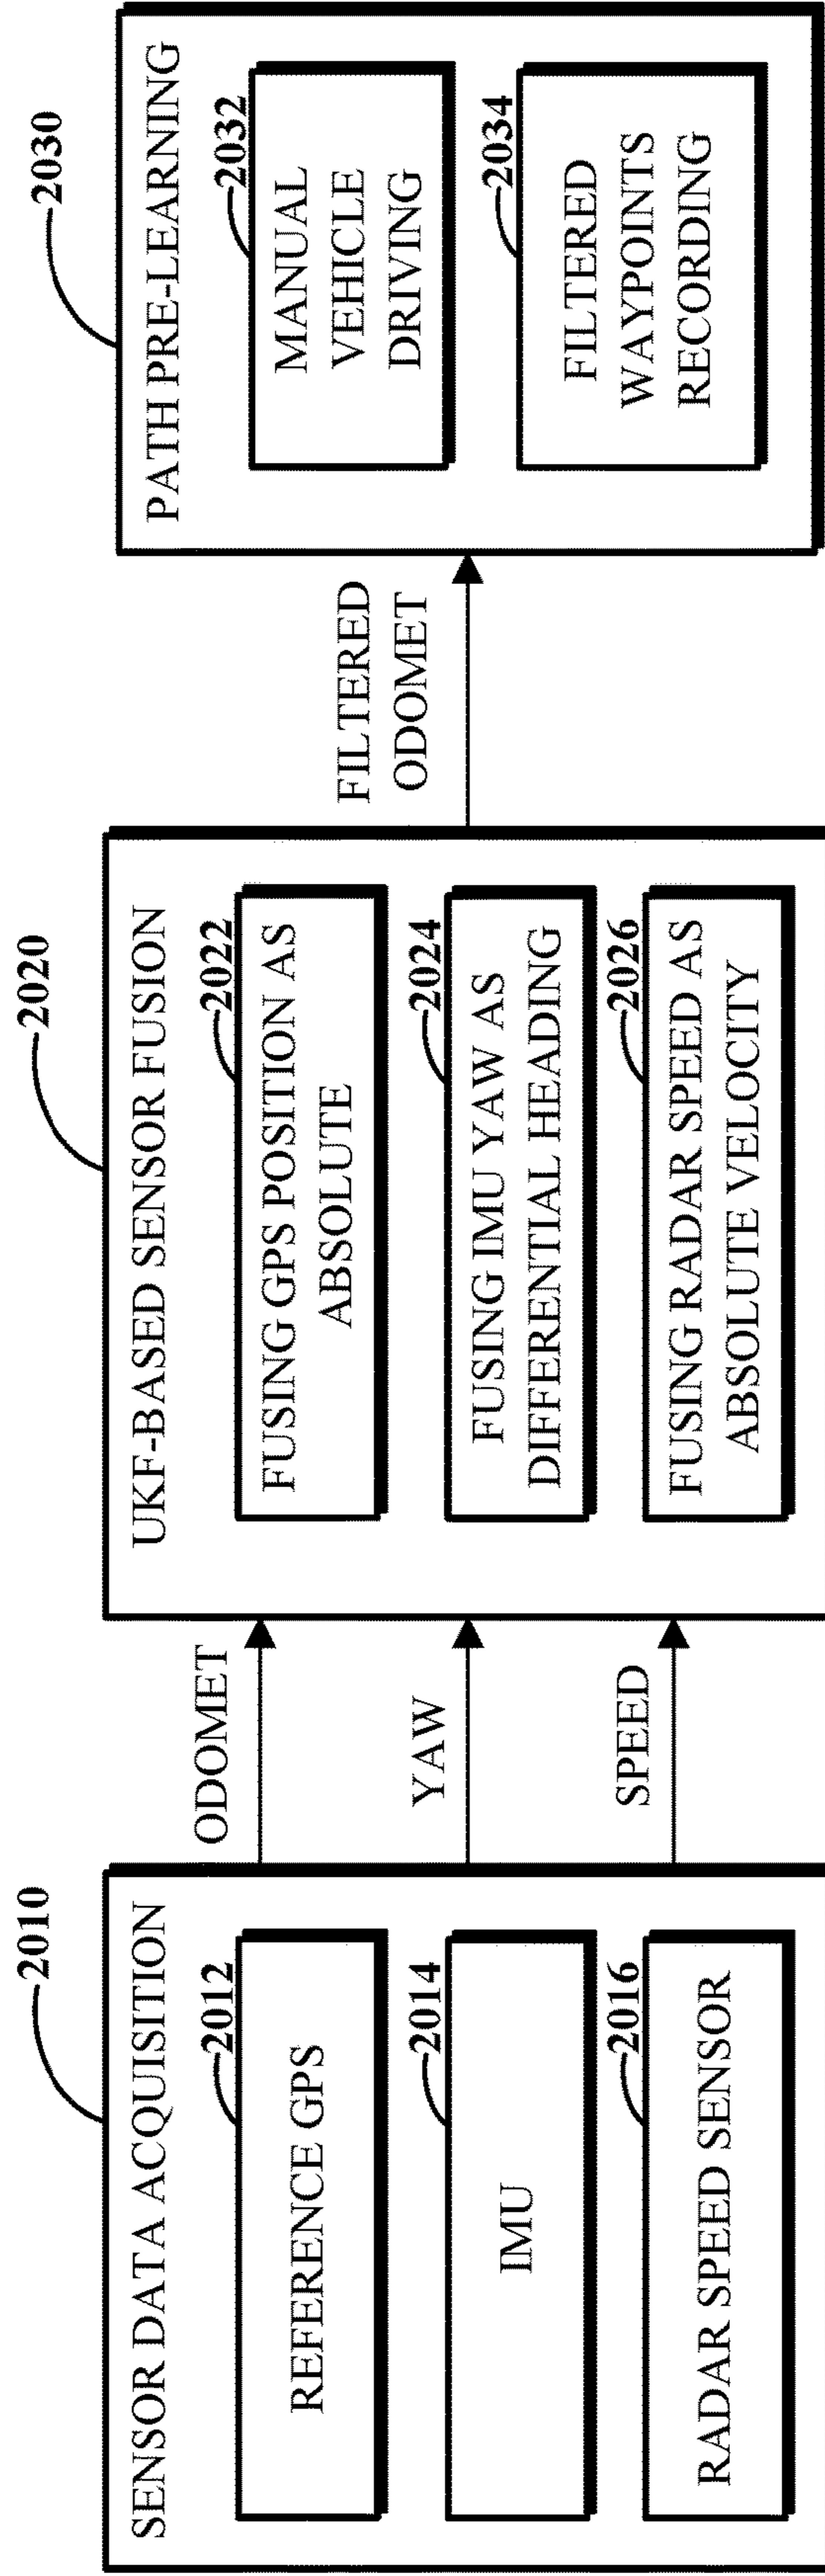 2010
SENSOR DATA ACQUISITION
2012
REFERENCE GPS
2014
IMU
2016
RADAR SPEED SENSOR
ODOMET
YAW
SPEED
2020
UKF-BASED SENSOR FUSION
2022
FUSING GPS POSITION AS
ABSOLUTE
2024
FUSING IMU YAW AS
DIFFERENTIAL HEADING
2026
FUSING RADAR SPEED AS
ABSOLUTE VELOCITY
FILTERED
ODOMET
2030
PATH PRE-LEARNING
2032
MANUAL
VEHICLE
DRIVING
2034
FILTERED
WAYPOINTS
RECORDING